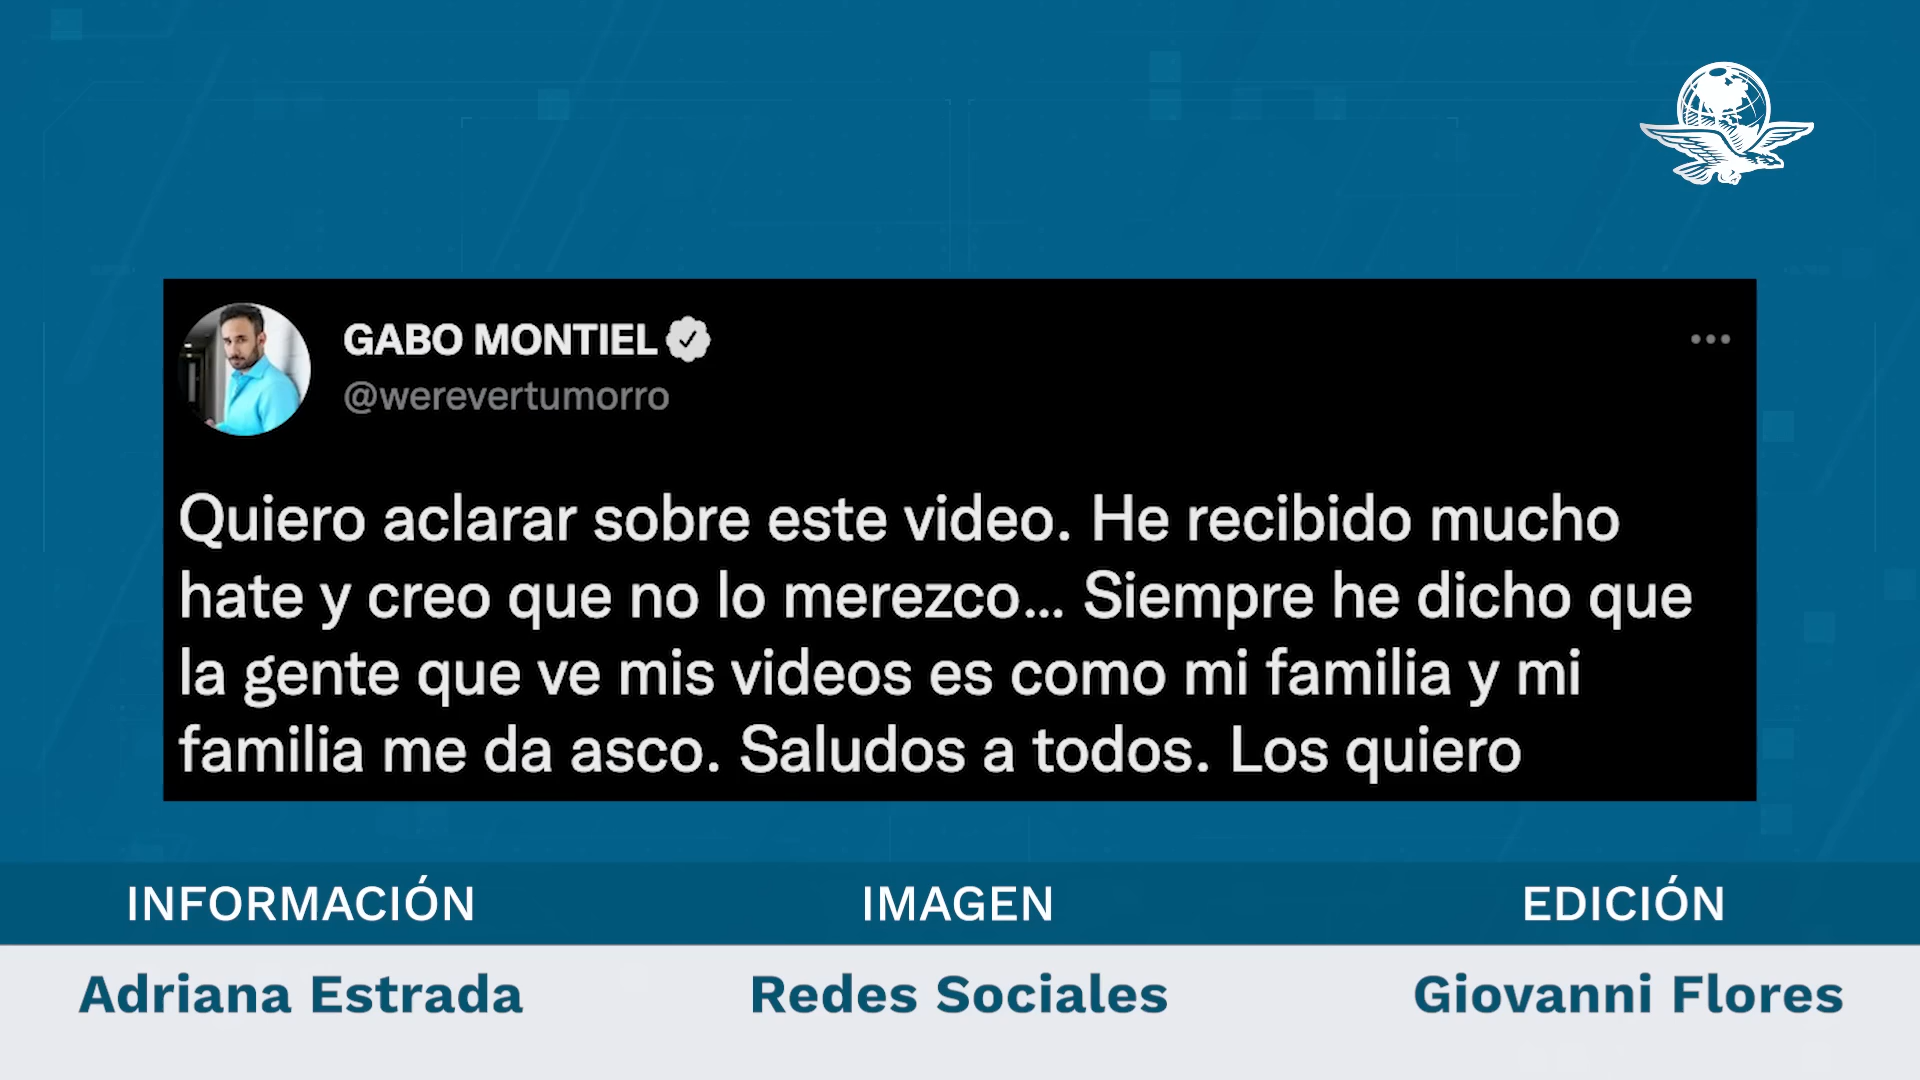 GABO MONTIEL
@werevertumorro
Quiero aclarar sobre este video. He recibido mucho
hate y creo que no lo merezco... Siempre he dicho que
la gente que ve mis videos es como mi familia y mi
familia me da asco. Saludos a todos. Los quiero
INFORMACIÓN
IMAGEN
EDICIÓN
Adriana Estrada
Redes Sociales
Giovanni Flores